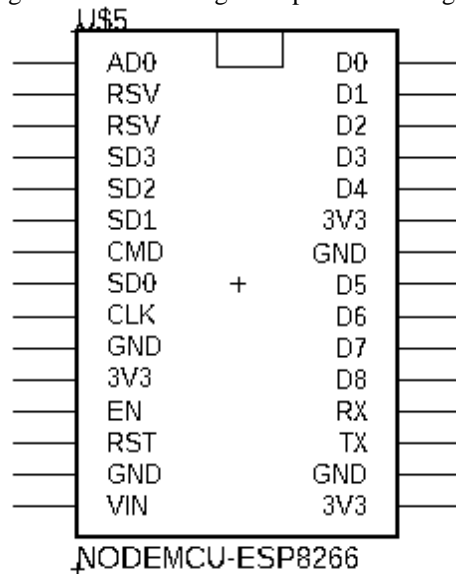 U$5
AD0 D0
RSV D1
RSV D2
SD3 D3
SD2 D4
SD1 3V3
CMD GND
SD0 + D5
CLK D6
GND D7
3V3 D8
EN RX
RST TX
GND GND
VIN 3V3
NODEMCU-ESP8266